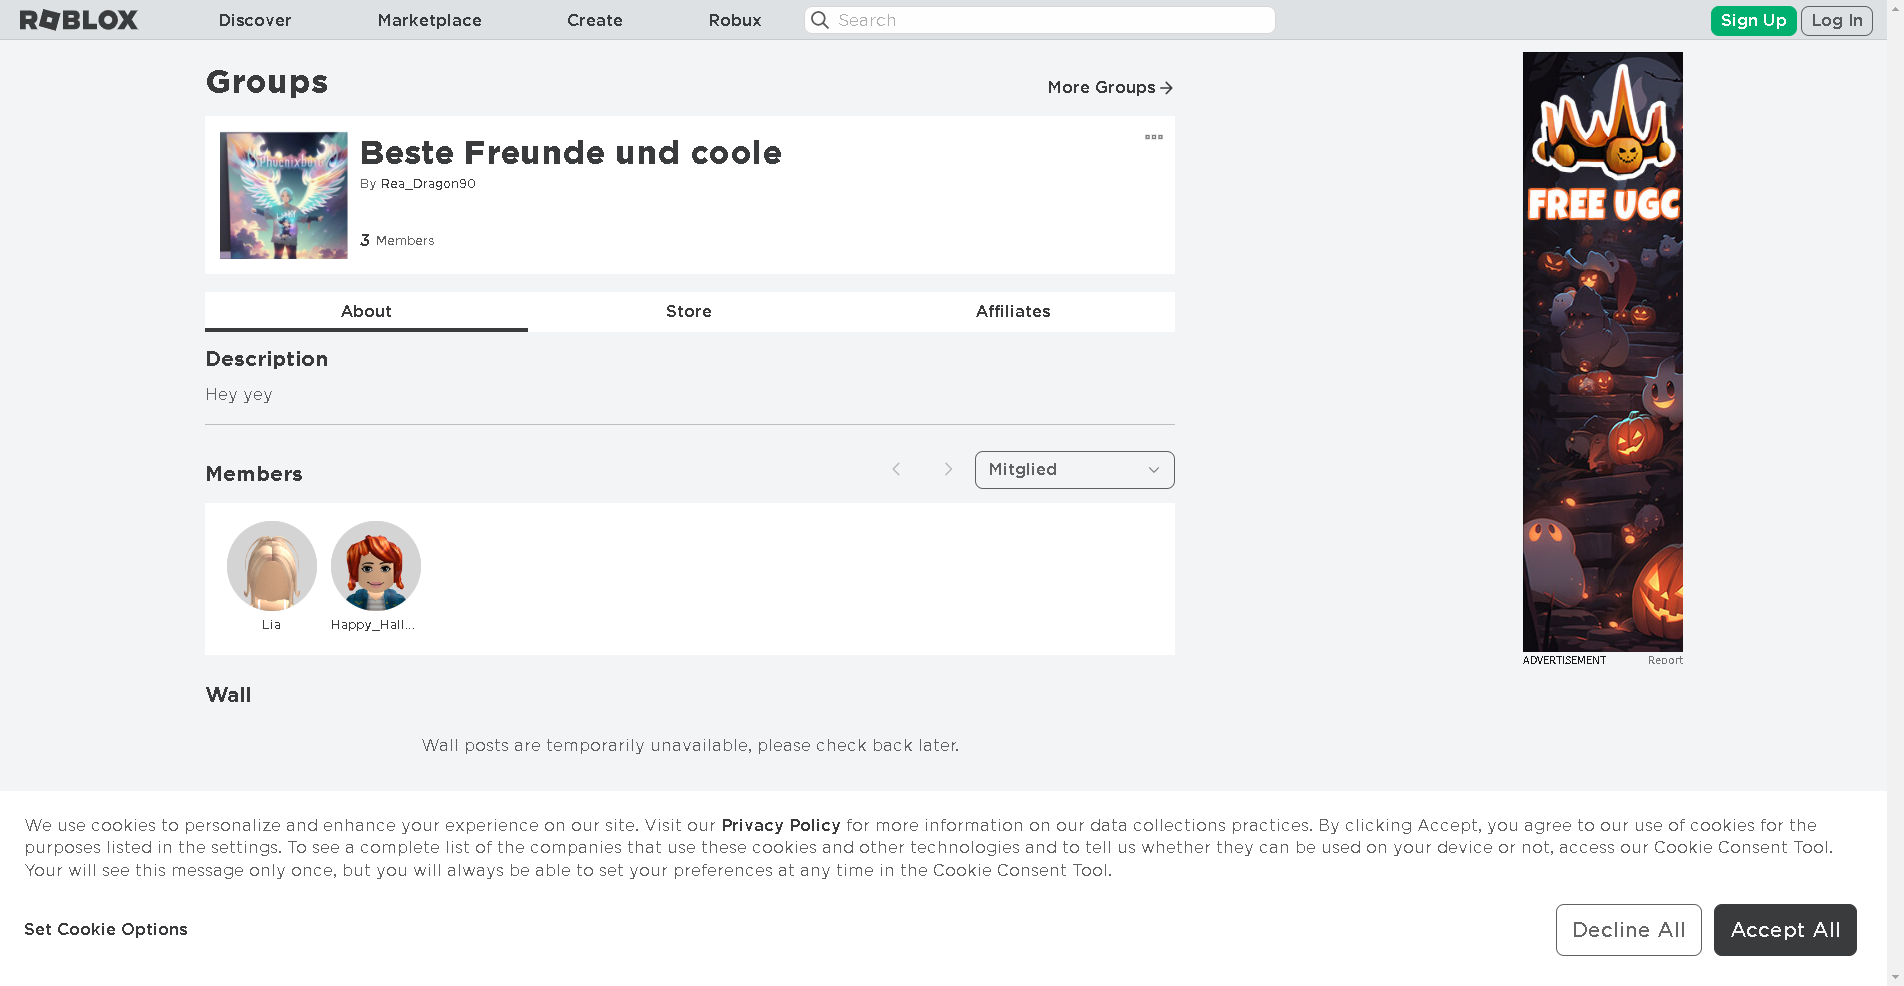 ROBLOX
Discover
Marketplace
Create
Robux
Search
Sign Up
Log In
Groups
More Groups
Phoenixbote
Beste Freunde und coole
By Rea_Dragon90
3 Members
About
Store
Affiliates
Description
Hey yey
Members
Mitglied
Lia
Happy_Hall...
Wall
Wall posts are temporarily unavailable, please check back later.
FREE UGC
ADVERTISEMENT
Report
We use cookies to personalize and enhance your experience on our site. Visit our Privacy Policy for more information on our data collections practices. By clicking Accept, you agree to our use of cookies for the
purposes listed in the settings. To see a complete list of the companies that use these cookies and other technologies and to tell us whether they can be used on your device or not, access our Cookie Consent Tool.
Your will see this message only once, but you will always be able to set your preferences at any time in the Cookie Consent Tool.
Set Cookie Options
Decline All
Accept All